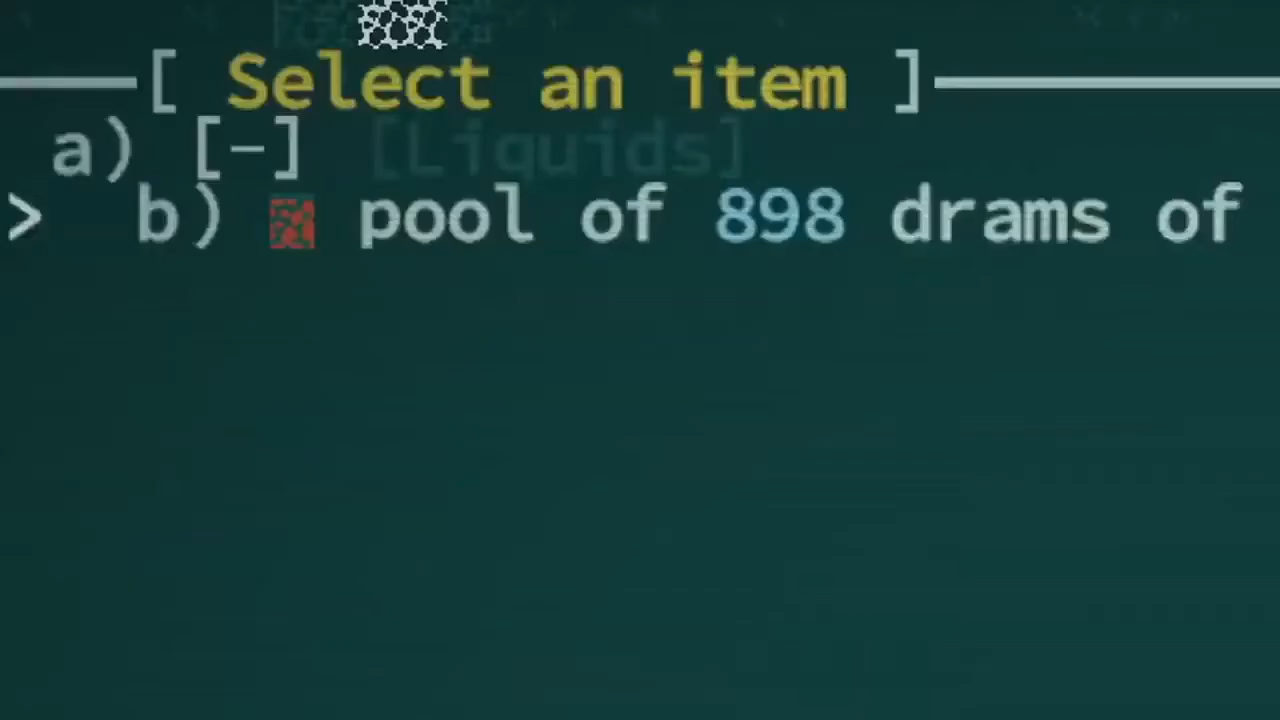 [ Select an item ]
a) [-] [Liquids]
> b) pool of 898 drams of